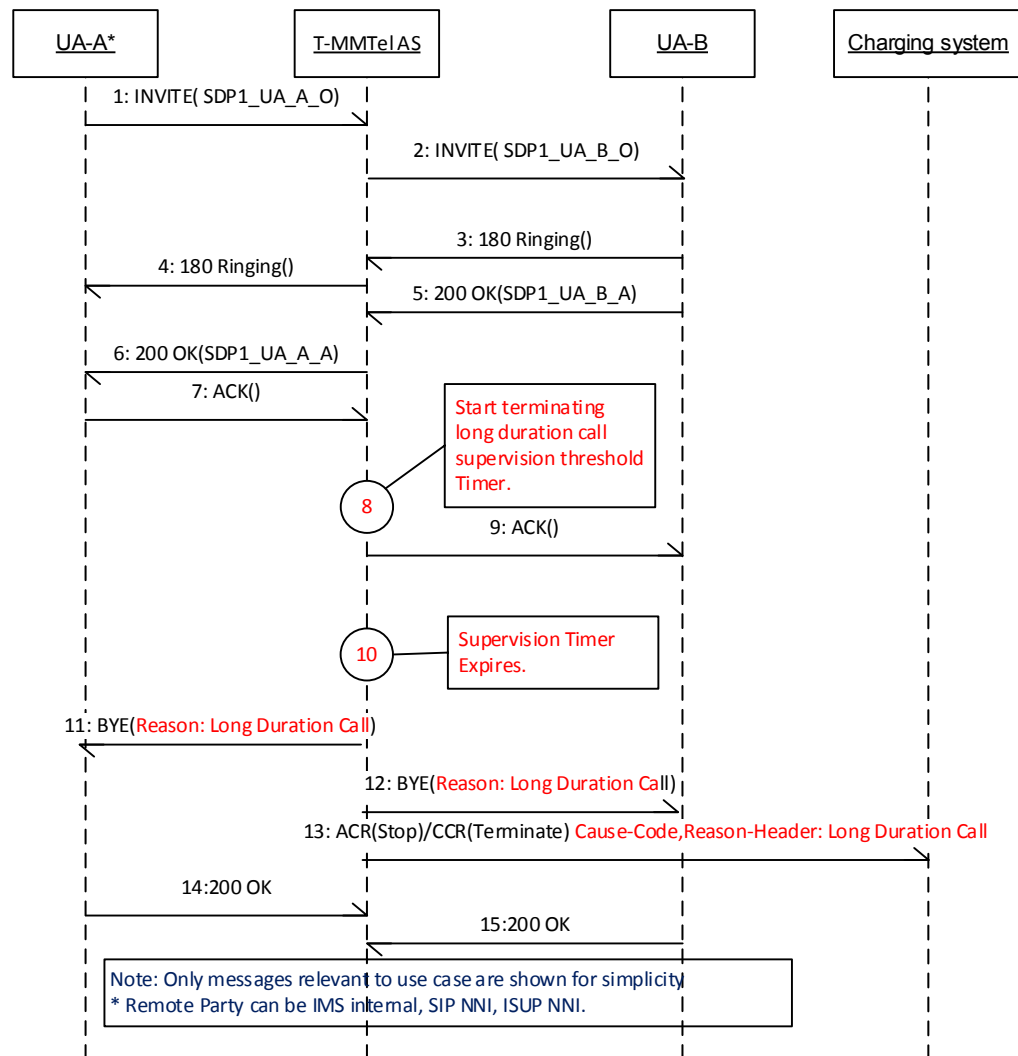 UA-A*
T-MMTel AS
UA-B
Charging system
1: INVITE( SDP1_UA_A_O)
2: INVITE( SDP1_UA_B_O)
3: 180 Ringing()
4: 180 Ringing()
5: 200 OK(SDP1_UA_B_A)
6: 200 OK(SDP1_UA_A_A)
7: ACK()
Start terminating
long duration call
supervision threshold
Timer.
8
9: ACK()
10
Supervision Timer
Expires.
11: BYE(Reason: Long Duration Call)
12: BYE(Reason: Long Duration Call)
13: ACR(Stop)/CCR(Terminate) Cause-Code,Reason-Header: Long Duration Call
14:200 OK
15:200 OK
Note: Only messages relevant to use case are shown for simplicity
* Remote Party can be IMS internal, SIP NNI, ISUP NNI.